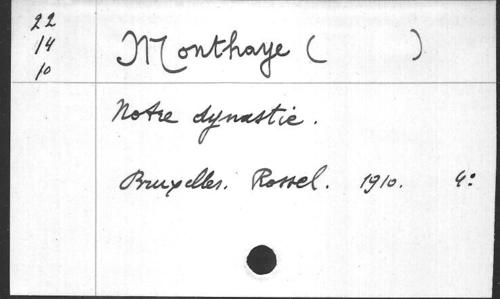 22
14
10
Monthaye ( )
Notre dynastie.
Bruxelles. Rossel. 1910. 4°